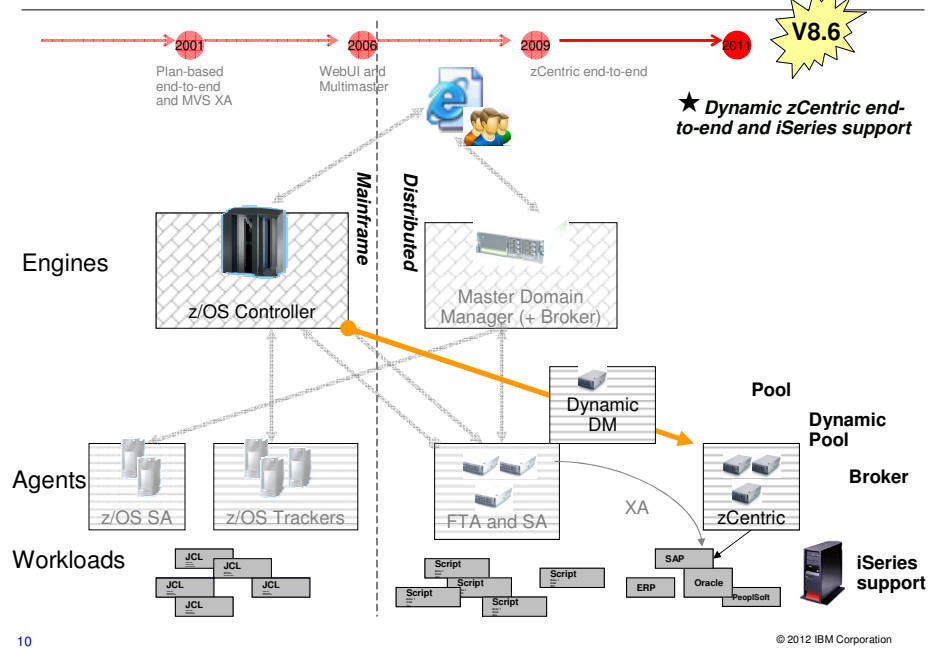 V8.6
2001
2006
2009
2011
Plan-based
end-to-end
and MVS XA
WebUI and
Multimaster
zCentric end-to-end
★ Dynamic zCentric end-
to-end and iSeries support
Mainframe
Distributed
Engines
z/OS Controller
Master Domain
Manager (+ Broker)
Dynamic
DM
Pool
Dynamic
Pool
Broker
Agents
z/OS SA
z/OS Trackers
FTA and SA
XA
zCentric
Workloads
JCL
JCL
JCL
JCL
JCL
Script
Script
Script
Script
Script
SAP
ERP
Oracle
PeoplSoft
iSeries
support
10
© 2012 IBM Corporation